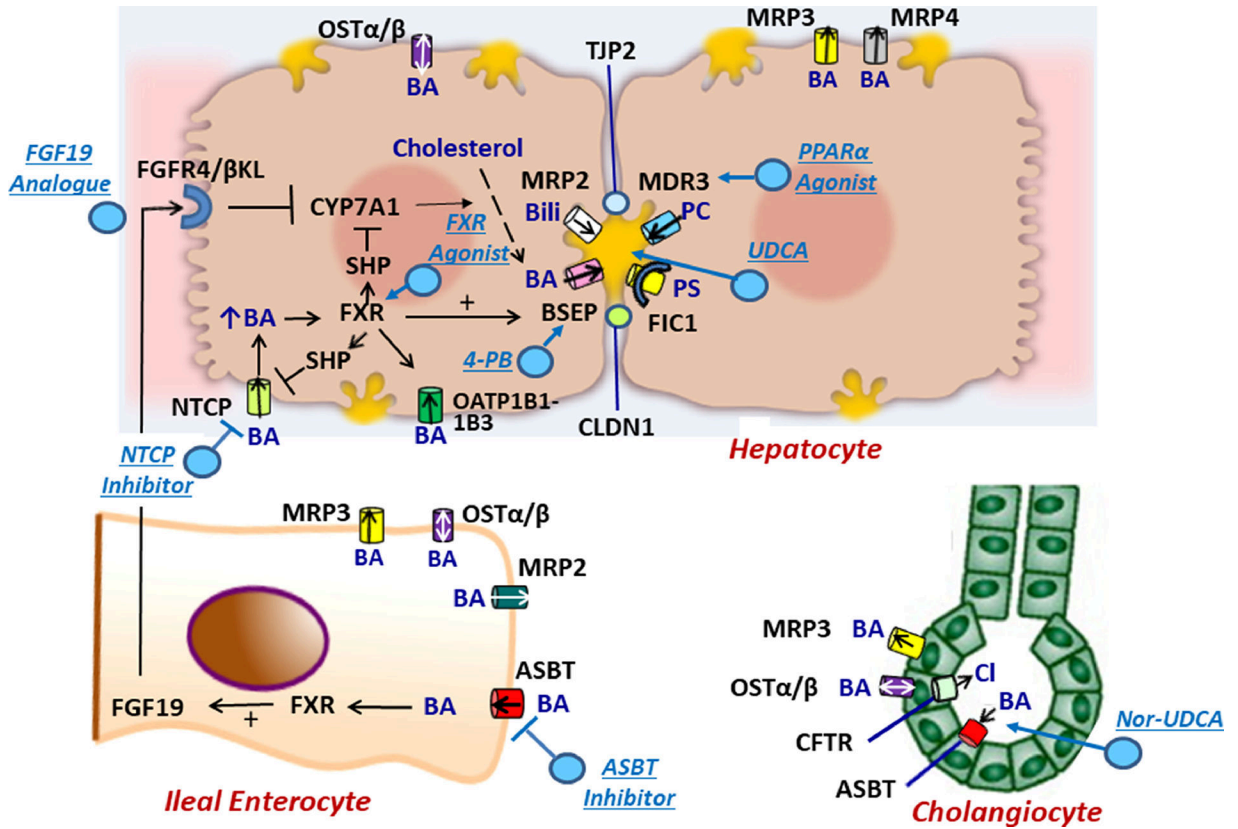 OSTα/β
BA
MRP3
MRP4
BA
BA
TJP2
FGF19
Analogue
FGFR4/βKL
Cholesterol
MRP2
Bili
MDR3
PC
PPARα
Agonist
CYP7A1
FXR
Agonist
SHP
BA
PS
UDCA
↑BA
FXR
+
BSEP
FIC1
SHP
4-PB
NTCP
BA
OATP1B1-
1B3
BA
CLDN1
Hepatocyte
NTCP
Inhibitor
MRP3
OSTα/β
BA
BA
MRP2
BA
ASBT
BA
FGF19
+
FXR
BA
ASBT
Inhibitor
Ileal Enterocyte
MRP3
BA
OSTα/β
BA
Cl
BA
CFTR
ASBT
Nor-UDCA
Cholangiocyte